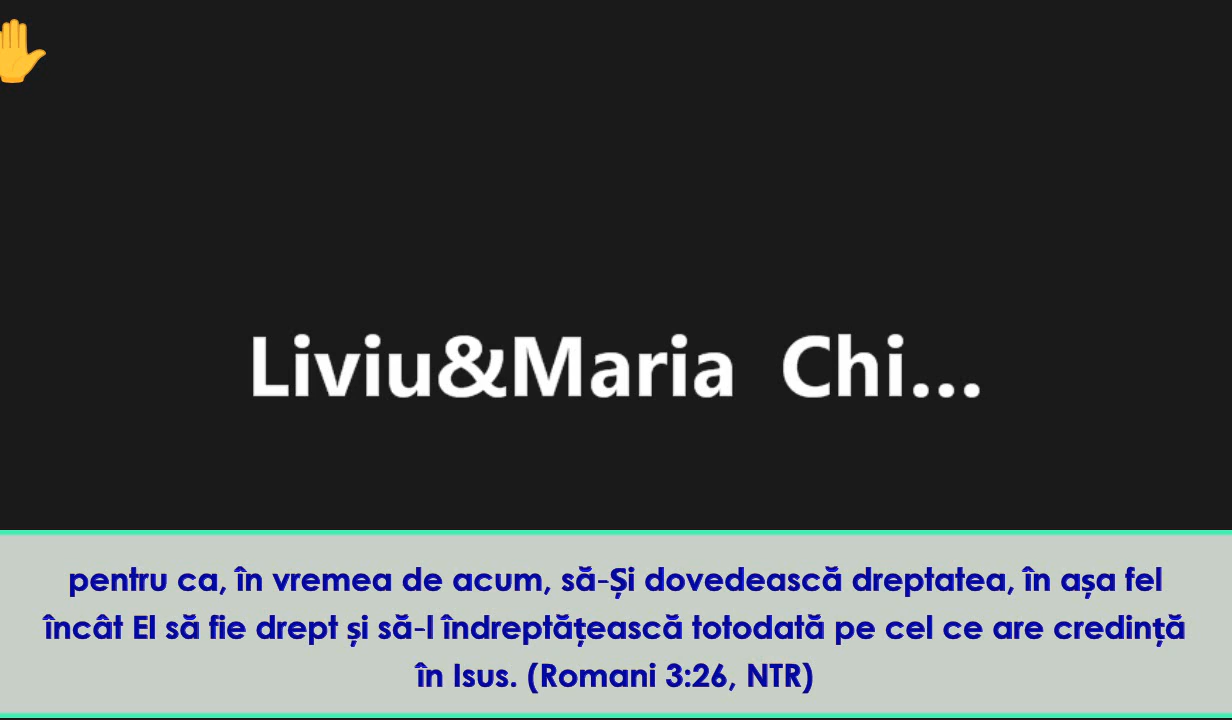 Liviu&Maria Chi...
pentru ca, în vremea de acum, să-Și dovedească dreptatea, în așa fel
încât El să fie drept și să-l îndreptățească totodată pe cel ce are credință
în Isus. (Romani 3:26, NTR)